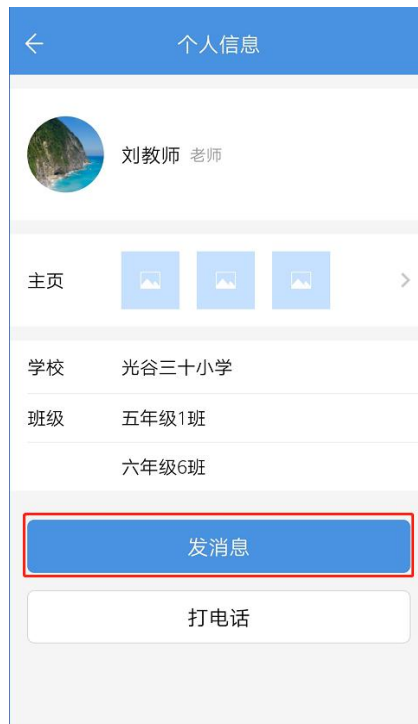 个人信息
刘教师 老师
主页
学校 光谷三十小学
班级 五年级1班
六年级6班
发消息
打电话